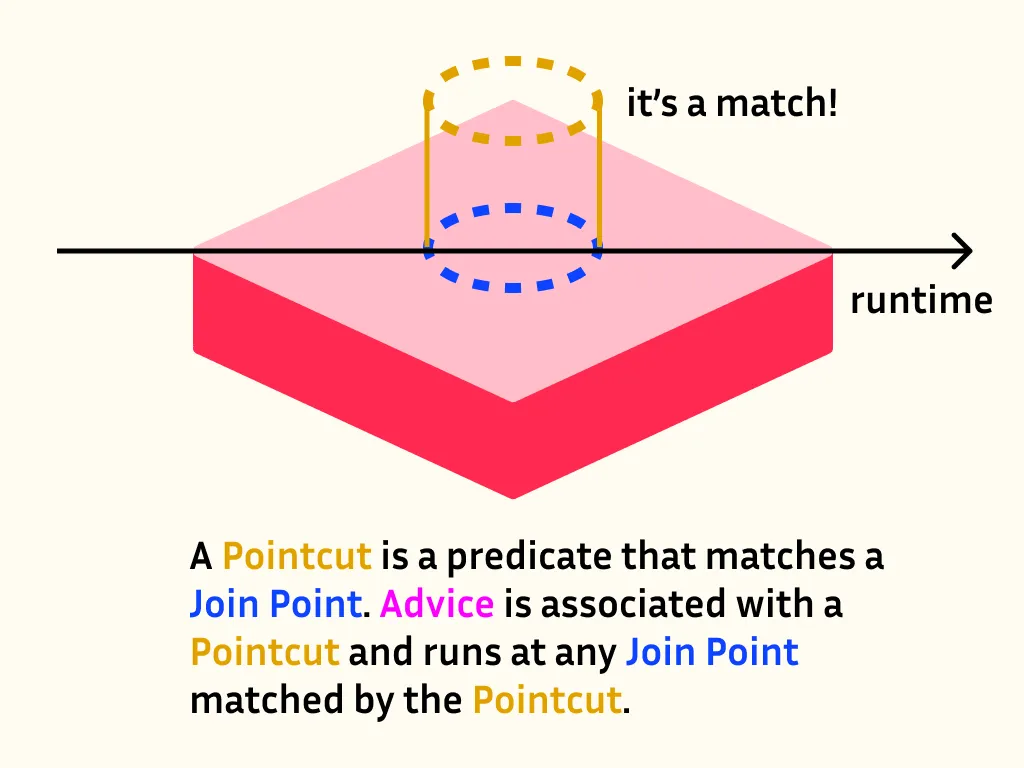 it's a match!
runtime
A Pointcut is a predicate that matches a
Join Point. Advice is associated with a
Pointcut and runs at any Join Point
matched by the Pointcut.